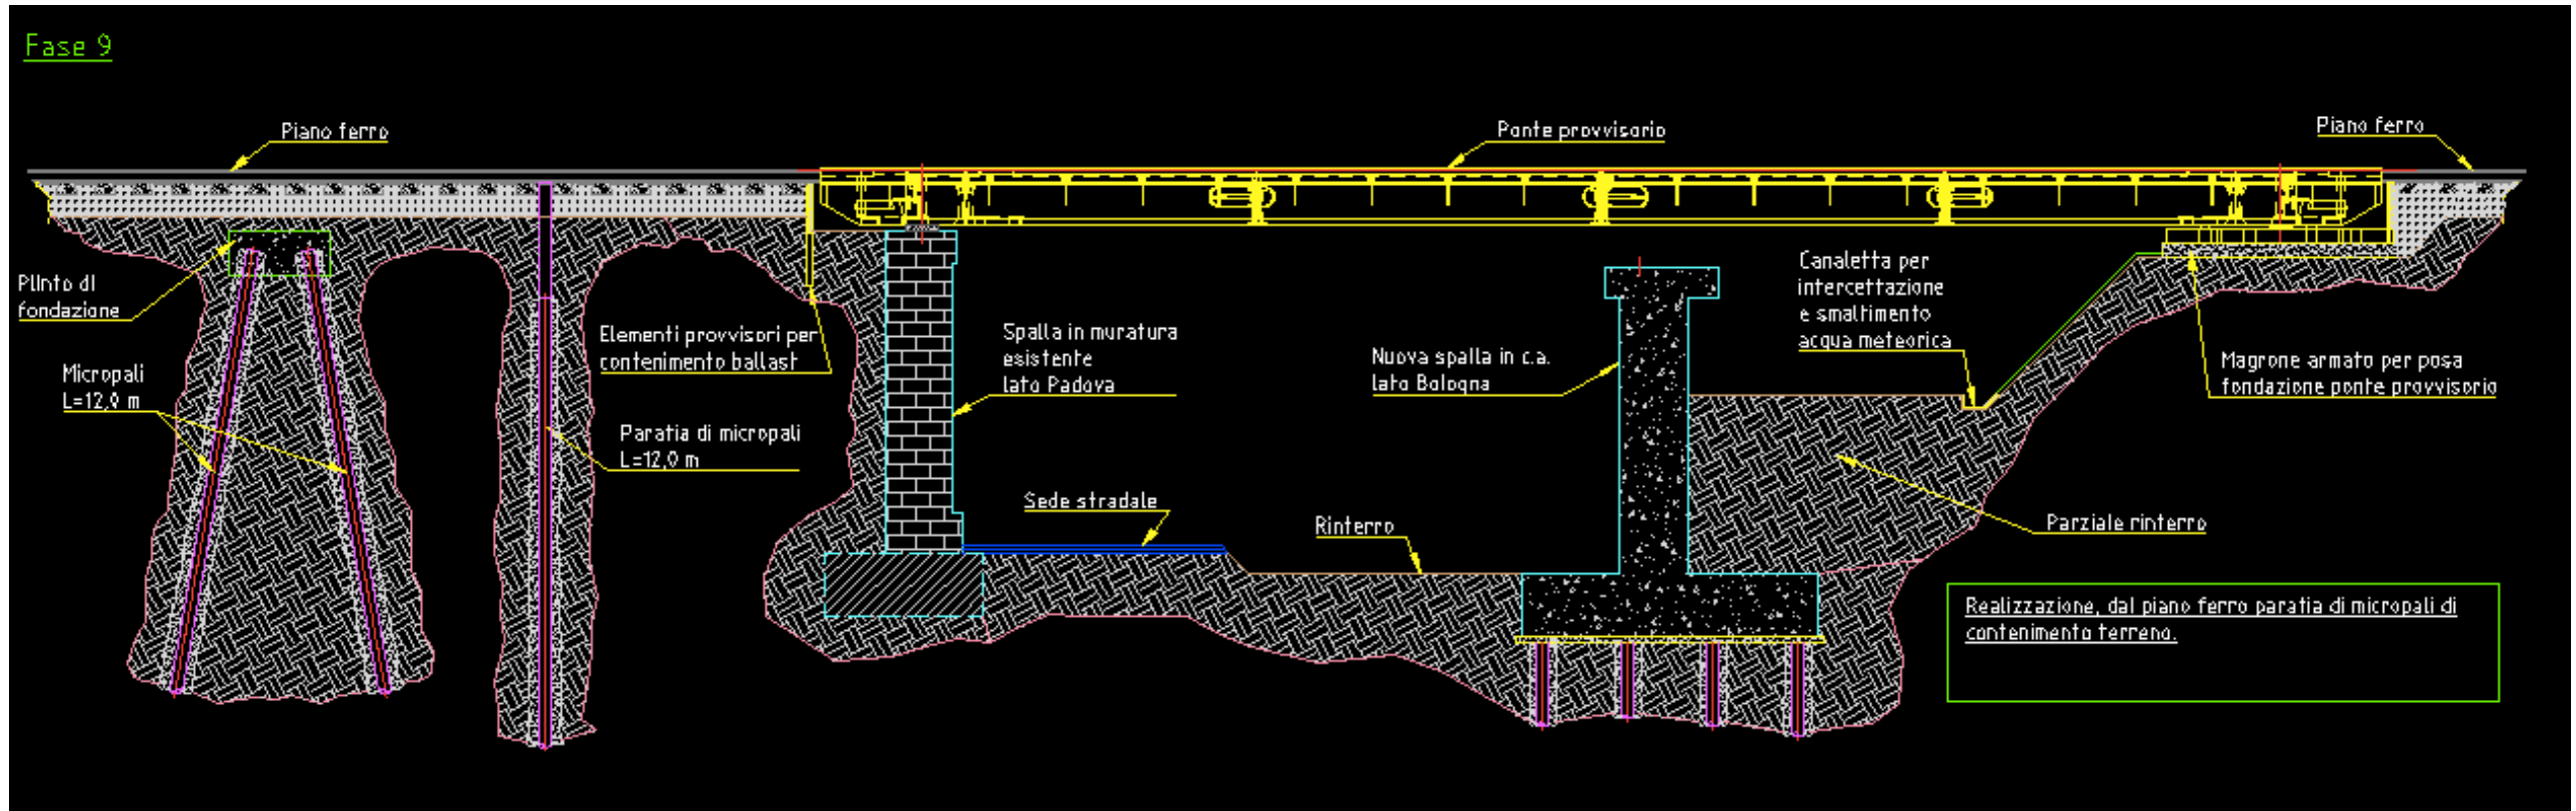 Fase 9
Piano ferro
Ponte provvisorio
Piano ferro
Plinto di
fondazione
Micropali
L=12,0 m
Elementi provvisori per
contenimento ballast
Paratia di micropali
L=12,0 m
Spalla in muratura
esistente
lato Padova
Sede stradale
Rinterro
Nuova spalla in c.a.
lato Bologna
Canaletta per
intercettazione
e smaltimento
acqua meteorica
Magrone armato per posa
fondazione ponte provvisorio
Parziale rinterro
Realizzazione, dal piano ferro paratia di micropali di
contenimento terreno.